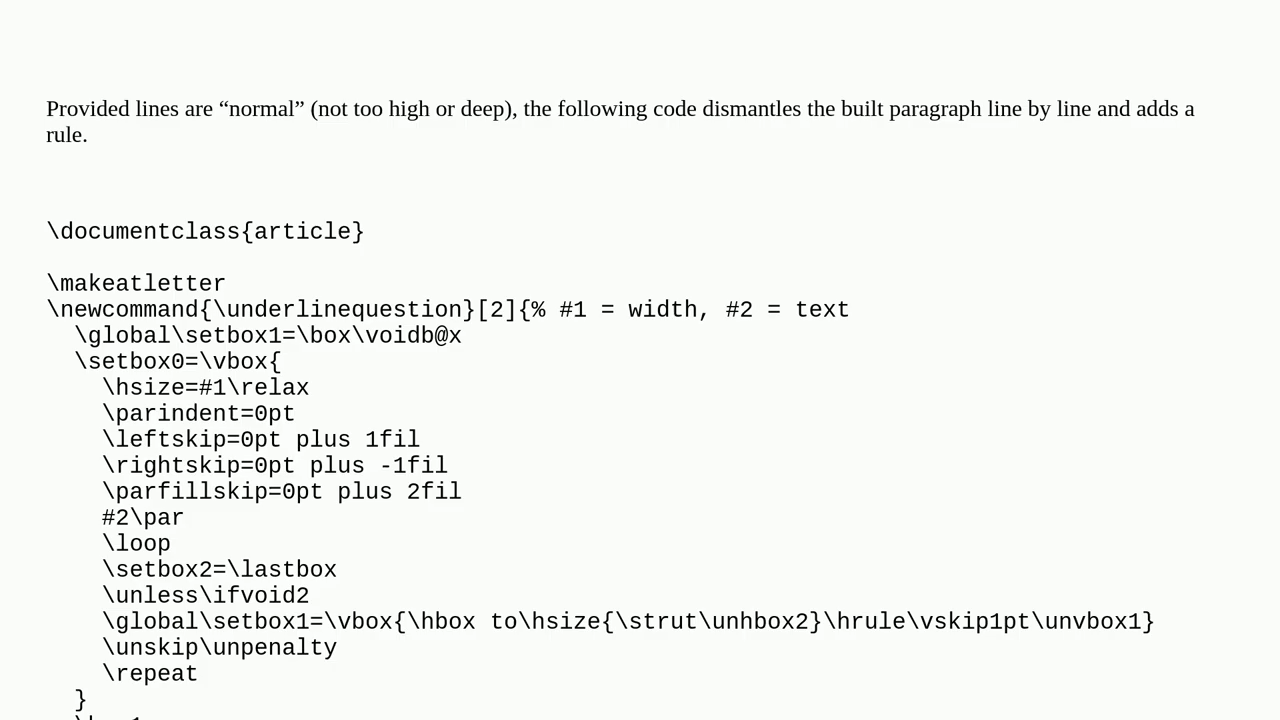 Provided lines are “normal” (not too high or deep), the following code dismantles the built paragraph line by line and adds a
rule.
\documentclass{article}
\makeatletter
\newcommand{\underlinequestion}[2]{% #1 = width, #2 = text
  \global\setbox1=\box\voidb@x
  \setbox0=\vbox{
    \hsize=#1\relax
    \parindent=0pt
    \leftskip=0pt plus 1fil
    \rightskip=0pt plus -1fil
    \parfillskip=0pt plus 2fil
    #2\par
    \loop
    \setbox2=\lastbox
    \unless\ifvoid2
    \global\setbox1=\vbox{\hbox to\hsize{\strut\unhbox2}\hrule\vskip1pt\unvbox1}
    \unskip\unpenalty
    \repeat
  }